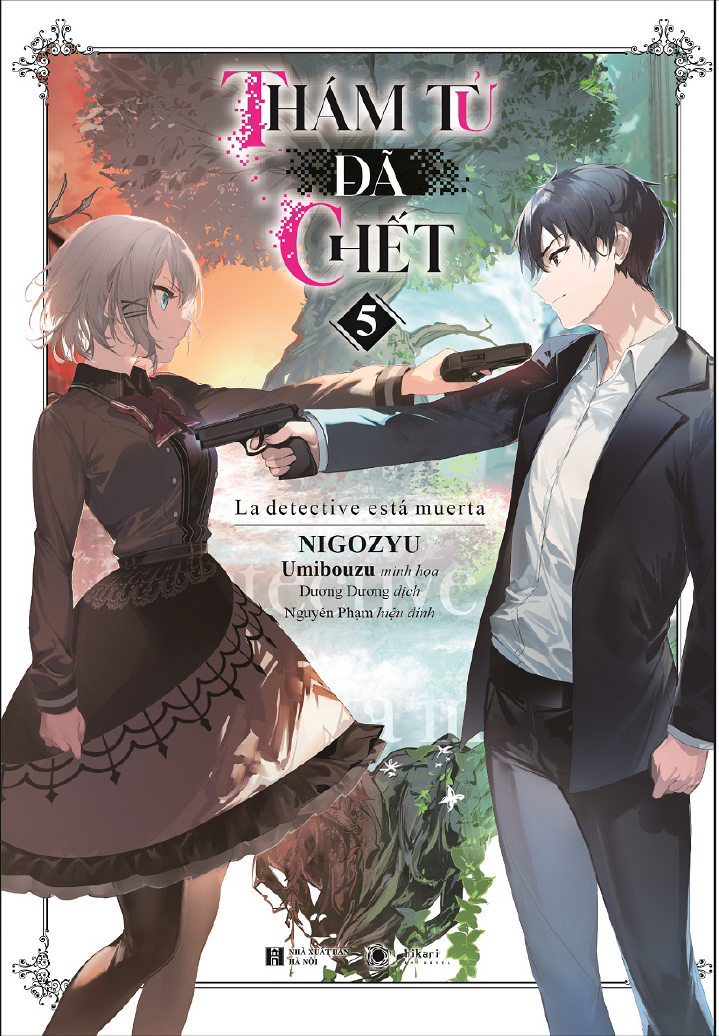 THÁM TỬ
ĐÃ
CHẾT
5
La detective está muerta
NIGOZYU
Umibouzu minh họa
Dương Dương dịch
Nguyên Phạm hiệu đính
NHÀ XUẤT BẢN
HÀ NỘI
hikari